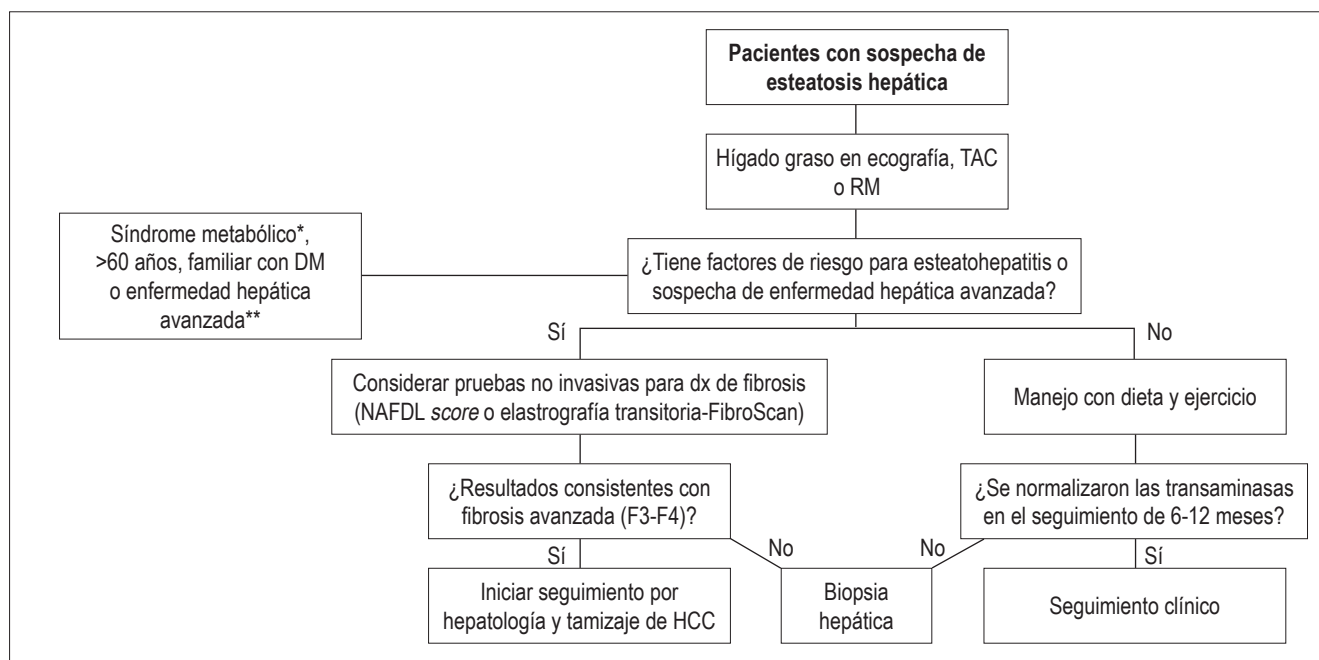 Pacientes con sospecha de
esteatosis hepática
Hígado graso en ecografía, TAC
o RM
Síndrome metabólico*,
>60 años, familiar con DM
o enfermedad hepática
avanzada**
¿Tiene factores de riesgo para esteatohepatitis o
sospecha de enfermedad hepática avanzada?
Sí
No
Considerar pruebas no invasivas para dx de fibrosis
(NAFDL score o elastrografía transitoria-FibroScan)
Manejo con dieta y ejercicio
¿Resultados consistentes con
fibrosis avanzada (F3-F4)?
¿Se normalizaron las transaminasas
en el seguimiento de 6-12 meses?
Sí
No
No
Sí
Iniciar seguimiento por
hepatología y tamizaje de HCC
Biopsia
hepática
Seguimiento clínico